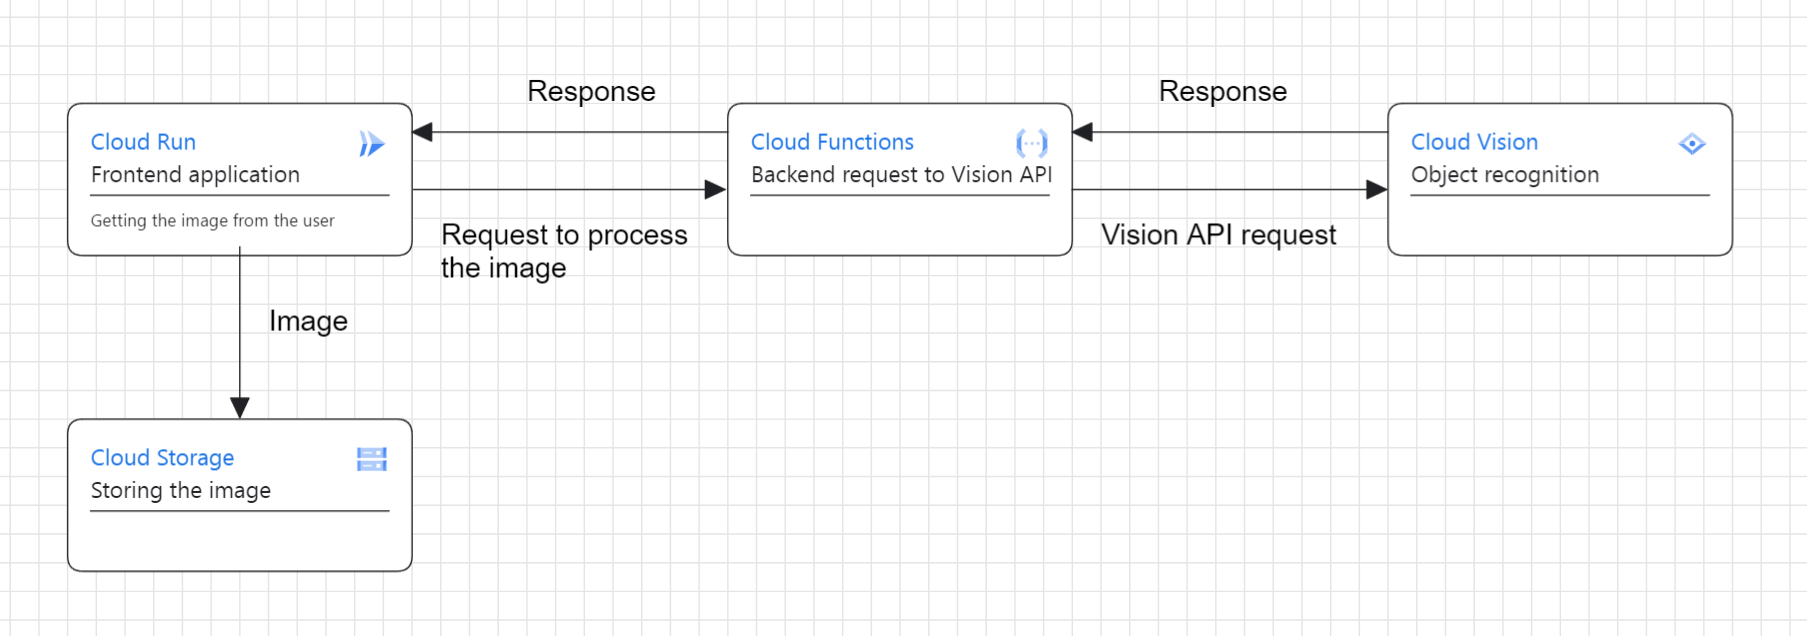 Response
Response
Cloud Run
Frontend application
Getting the image from the user
Cloud Functions
Backend request to Vision API
Cloud Vision
Object recognition
Request to process
the image
Vision API request
Image
Cloud Storage
Storing the image